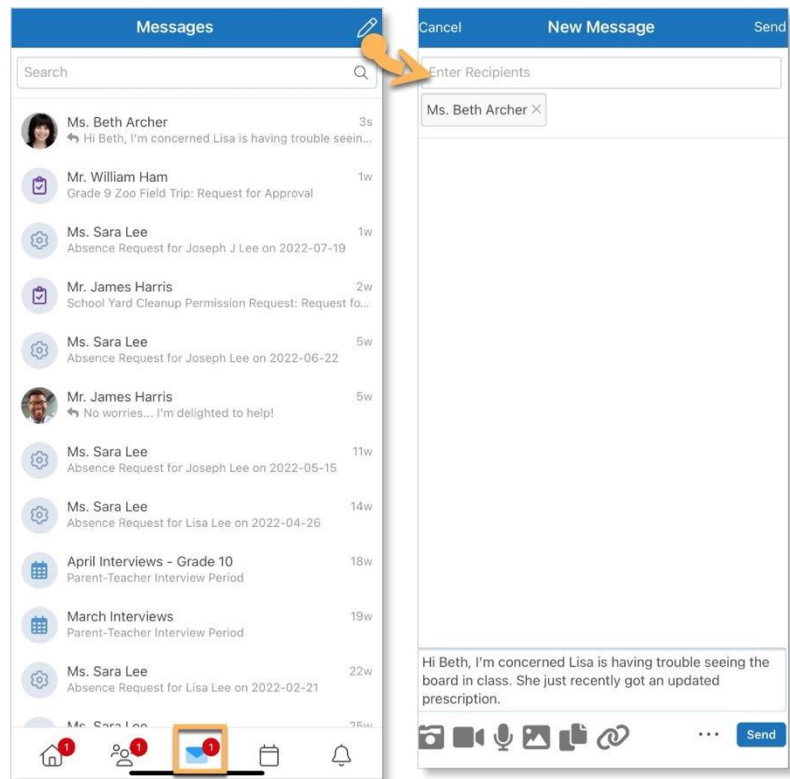 Messages
Search
Ms. Beth Archer 3s
Hi Beth, I'm concerned Lisa is having trouble seein...
Mr. William Ham 1w
Grade 9 Zoo Field Trip: Request for Approval
Ms. Sara Lee 1w
Absence Request for Joseph J Lee on 2022-07-19
Mr. James Harris 2w
School Yard Cleanup Permission Request: Request fo...
Ms. Sara Lee 5w
Absence Request for Joseph Lee on 2022-06-22
Mr. James Harris 5w
No worries... I'm delighted to help!
Ms. Sara Lee 11w
Absence Request for Joseph Lee on 2022-05-15
Ms. Sara Lee 14w
Absence Request for Lisa Lee on 2022-04-26
April Interviews - Grade 10 18w
Parent-Teacher Interview Period
March Interviews 19w
Parent-Teacher Interview Period
Ms. Sara Lee 22w
Absence Request for Lisa Lee on 2022-02-21
Ms. Sara Lee 25w
1 1 1
Cancel New Message Send
Enter Recipients
Ms. Beth Archer ×
Hi Beth, I'm concerned Lisa is having trouble seeing the
board in class. She just recently got an updated
prescription.
Send